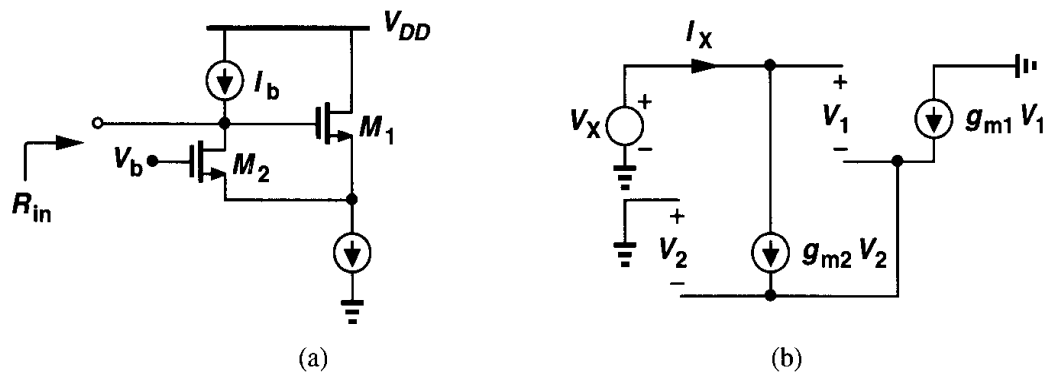 V_DD
I_b
M_1
V_b
M_2
R_in
(a)
I_X
+
V_X
−
+
V_1
−
g_m1 V_1
+
V_2
−
g_m2 V_2
(b)